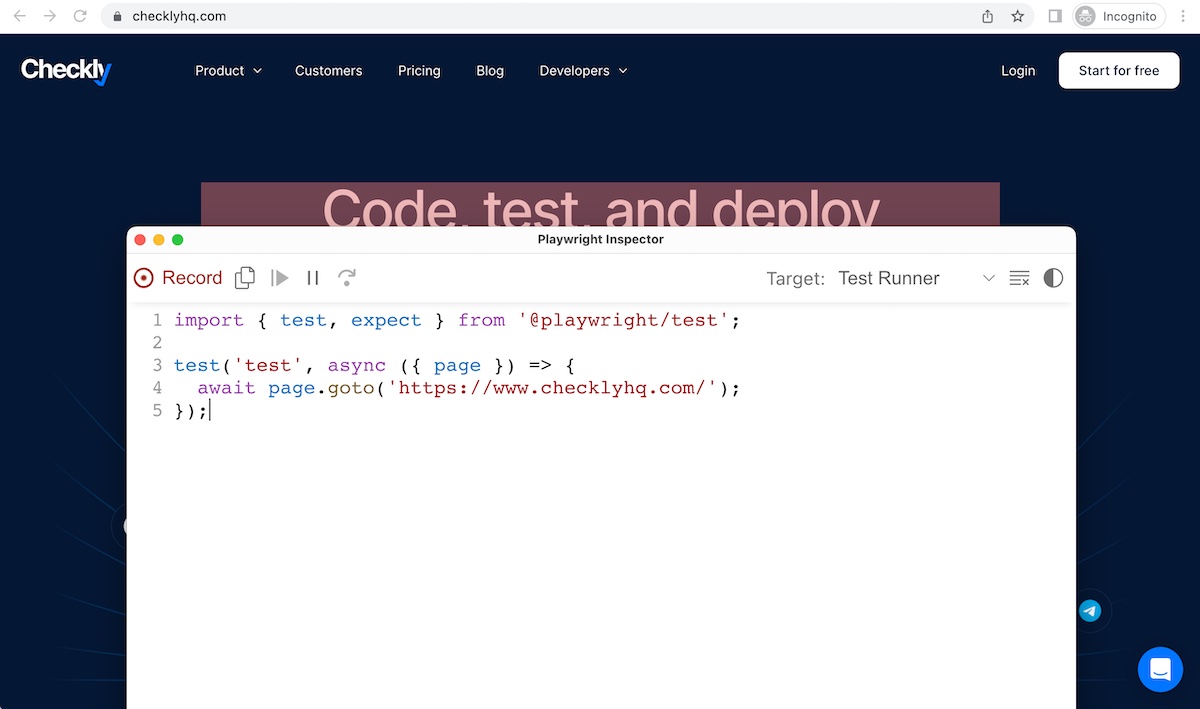 checklyhq.com
Incognito
Checkly
Product
Customers
Pricing
Blog
Developers
Login
Start for free
Code, test, and deploy
Playwright Inspector
Record
Target: Test Runner
1 import { test, expect } from '@playwright/test';
2
3 test('test', async ({ page }) => {
4   await page.goto('https://www.checklyhq.com/');
5 });